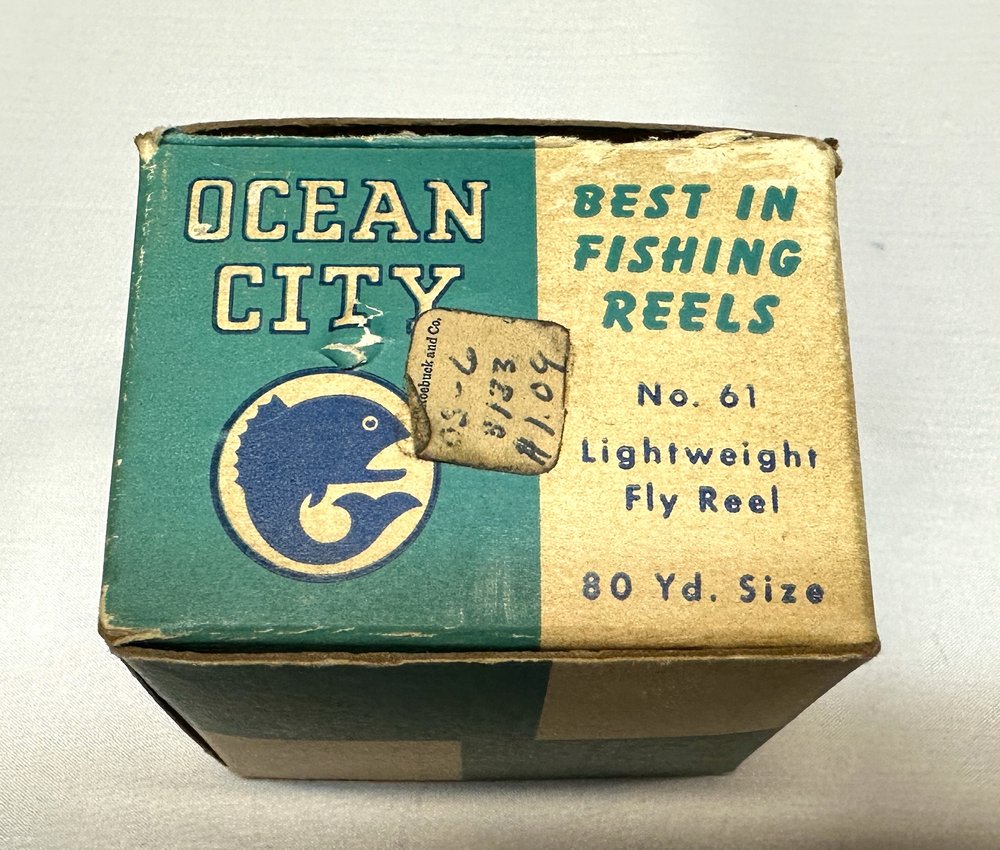 OCEAN
CITY
oebuck and Co.
8133
$1.09
BEST IN
FISHING
REELS
No. 61
Lightweight
Fly Reel
80 Yd. Size